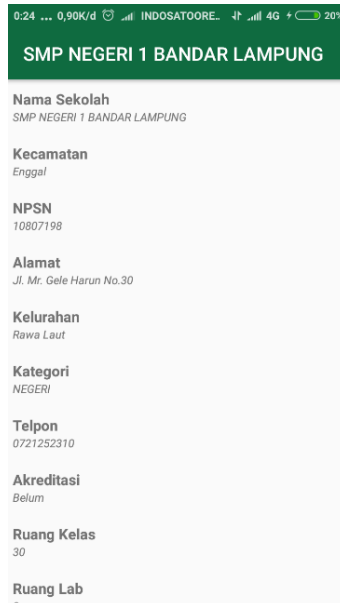 0:24 ... 0,90K/d INDOSATOORE.. 4G 20%
SMP NEGERI 1 BANDAR LAMPUNG
Nama Sekolah
SMP NEGERI 1 BANDAR LAMPUNG
Kecamatan
Enggal
NPSN
10807198
Alamat
Jl. Mr. Gele Harun No.30
Kelurahan
Rawa Laut
Kategori
NEGERI
Telpon
0721252310
Akreditasi
Belum
Ruang Kelas
30
Ruang Lab